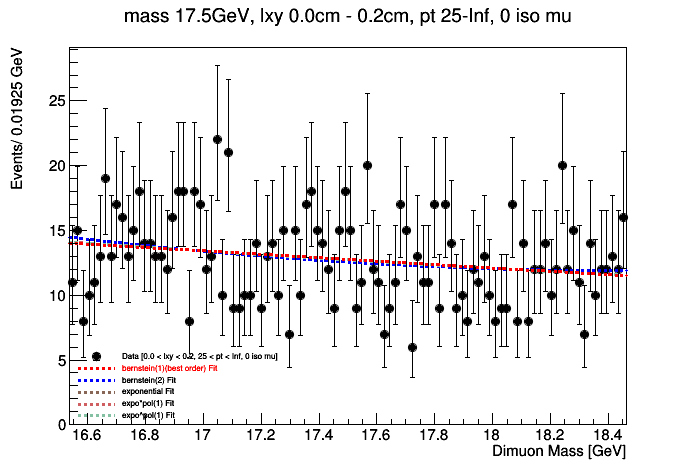 mass 17.5GeV, lxy 0.0cm - 0.2cm, pt 25-Inf, 0 iso mu
Events/ 0.01925 GeV
25
20
15
10
5
0
Data [0.0 < lxy < 0.2, 25 < pt < Inf, 0 iso mu]
bernstein(1)(best order) Fit
bernstein(2) Fit
exponential Fit
expo*pol(1) Fit
expo*pol(1) Fit
16.6 16.8 17 17.2 17.4 17.6 17.8 18 18.2 18.4
Dimuon Mass [GeV]